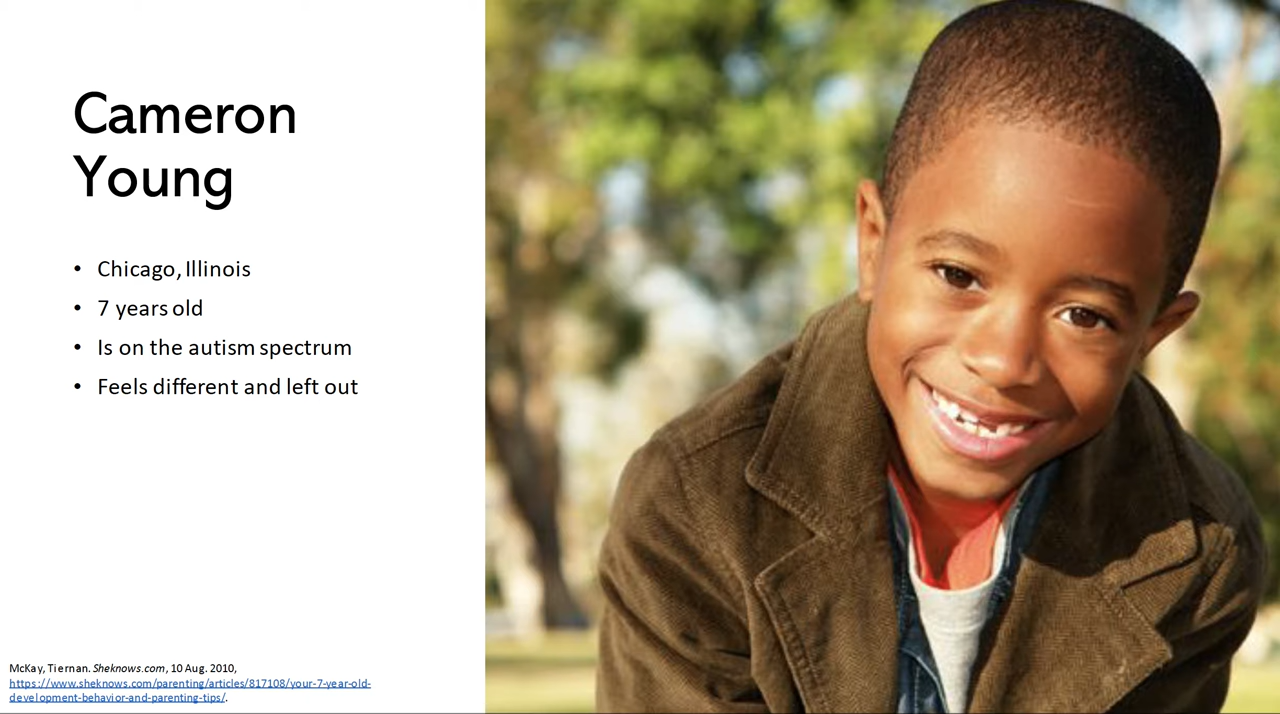 Cameron
Young
• Chicago, Illinois
• 7 years old
• Is on the autism spectrum
• Feels different and left out
McKay, Tiernan. Sheknows.com, 10 Aug. 2010,
https://www.sheknows.com/parenting/articles/817108/your-7-year-old-
development-behavior-and-parenting-tips/.